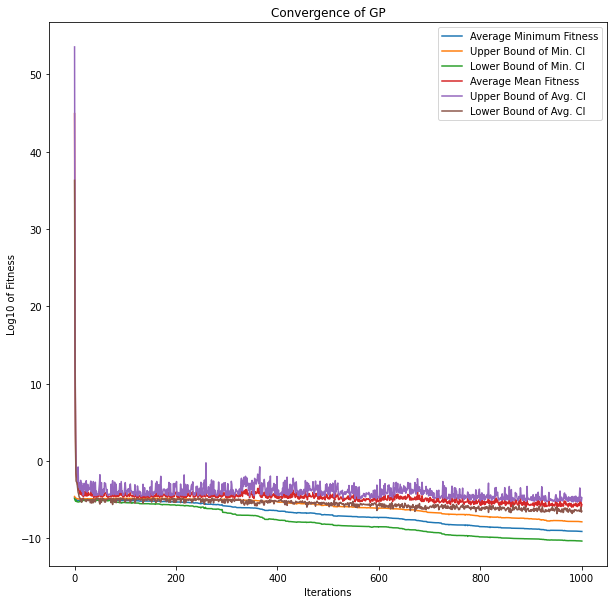 Convergence of GP
Average Minimum Fitness
Upper Bound of Min. CI
Lower Bound of Min. CI
Average Mean Fitness
Upper Bound of Avg. CI
Lower Bound of Avg. CI
Log10 of Fitness
50
40
30
20
10
0
−10
0 200 400 600 800 1000
Iterations